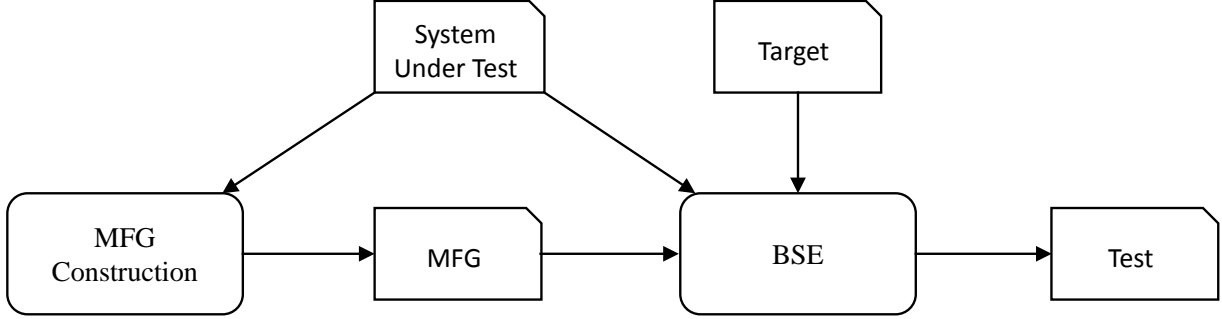 System
Under Test
Target
MFG
Construction
MFG
BSE
Test